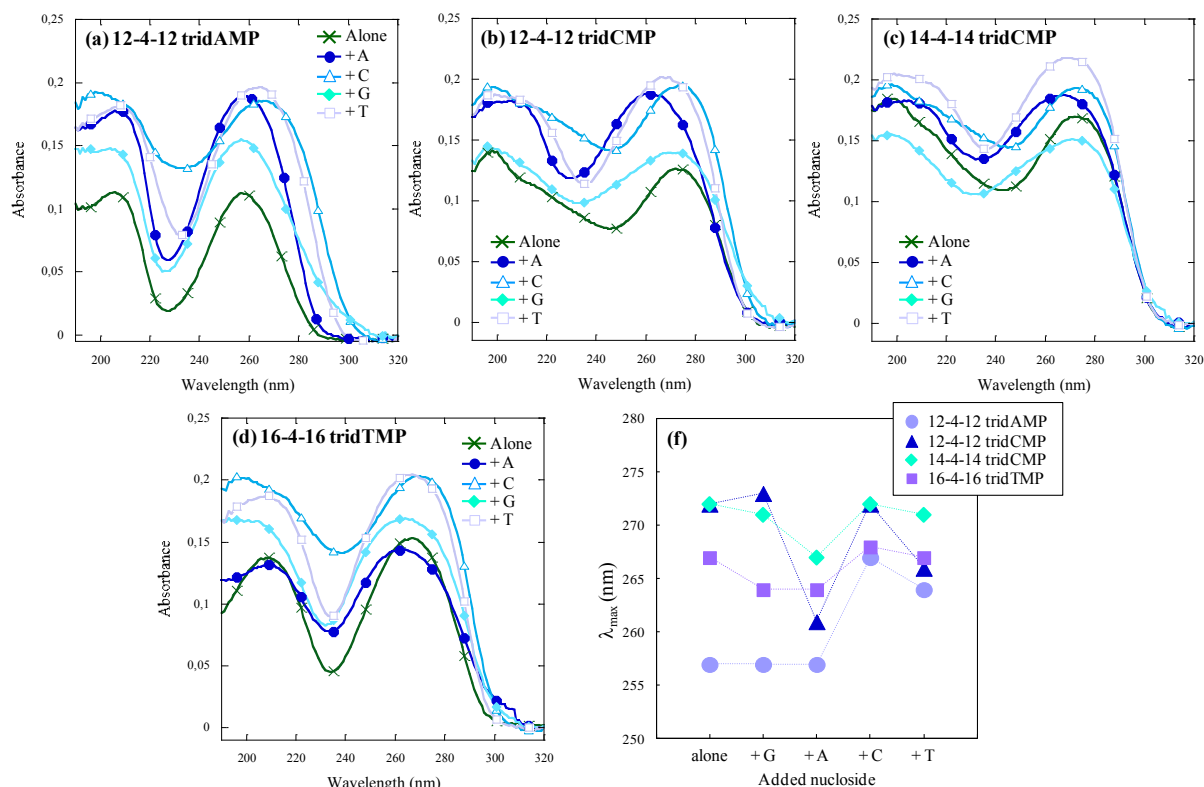 (a) 12-4-12 tridAMP
Alone
+ A
+ C
+ G
+ T
Absorbance
0,25
0,2
0,15
0,1
0,05
0
200 220 240 260 280 300 320
Wavelength (nm)
(b) 12-4-12 tridCMP
Alone
+ A
+ C
+ G
+ T
Absorbance
0,25
0,2
0,15
0,1
0,05
0
200 220 240 260 280 300 320
Wavelength (nm)
(c) 14-4-14 tridCMP
Alone
+ A
+ C
+ G
+ T
Absorbance
0,25
0,2
0,15
0,1
0,05
0
200 220 240 260 280 300 320
Wavelength (nm)
(d) 16-4-16 tridTMP
Alone
+ A
+ C
+ G
+ T
Absorbance
0,25
0,2
0,15
0,1
0,05
0
200 220 240 260 280 300 320
Wavelength (nm)
(f)
12-4-12 tridAMP
12-4-12 tridCMP
14-4-14 tridCMP
16-4-16 tridTMP
λmax (nm)
280
275
270
265
260
255
250
alone + G + A + C + T
Added nucloside